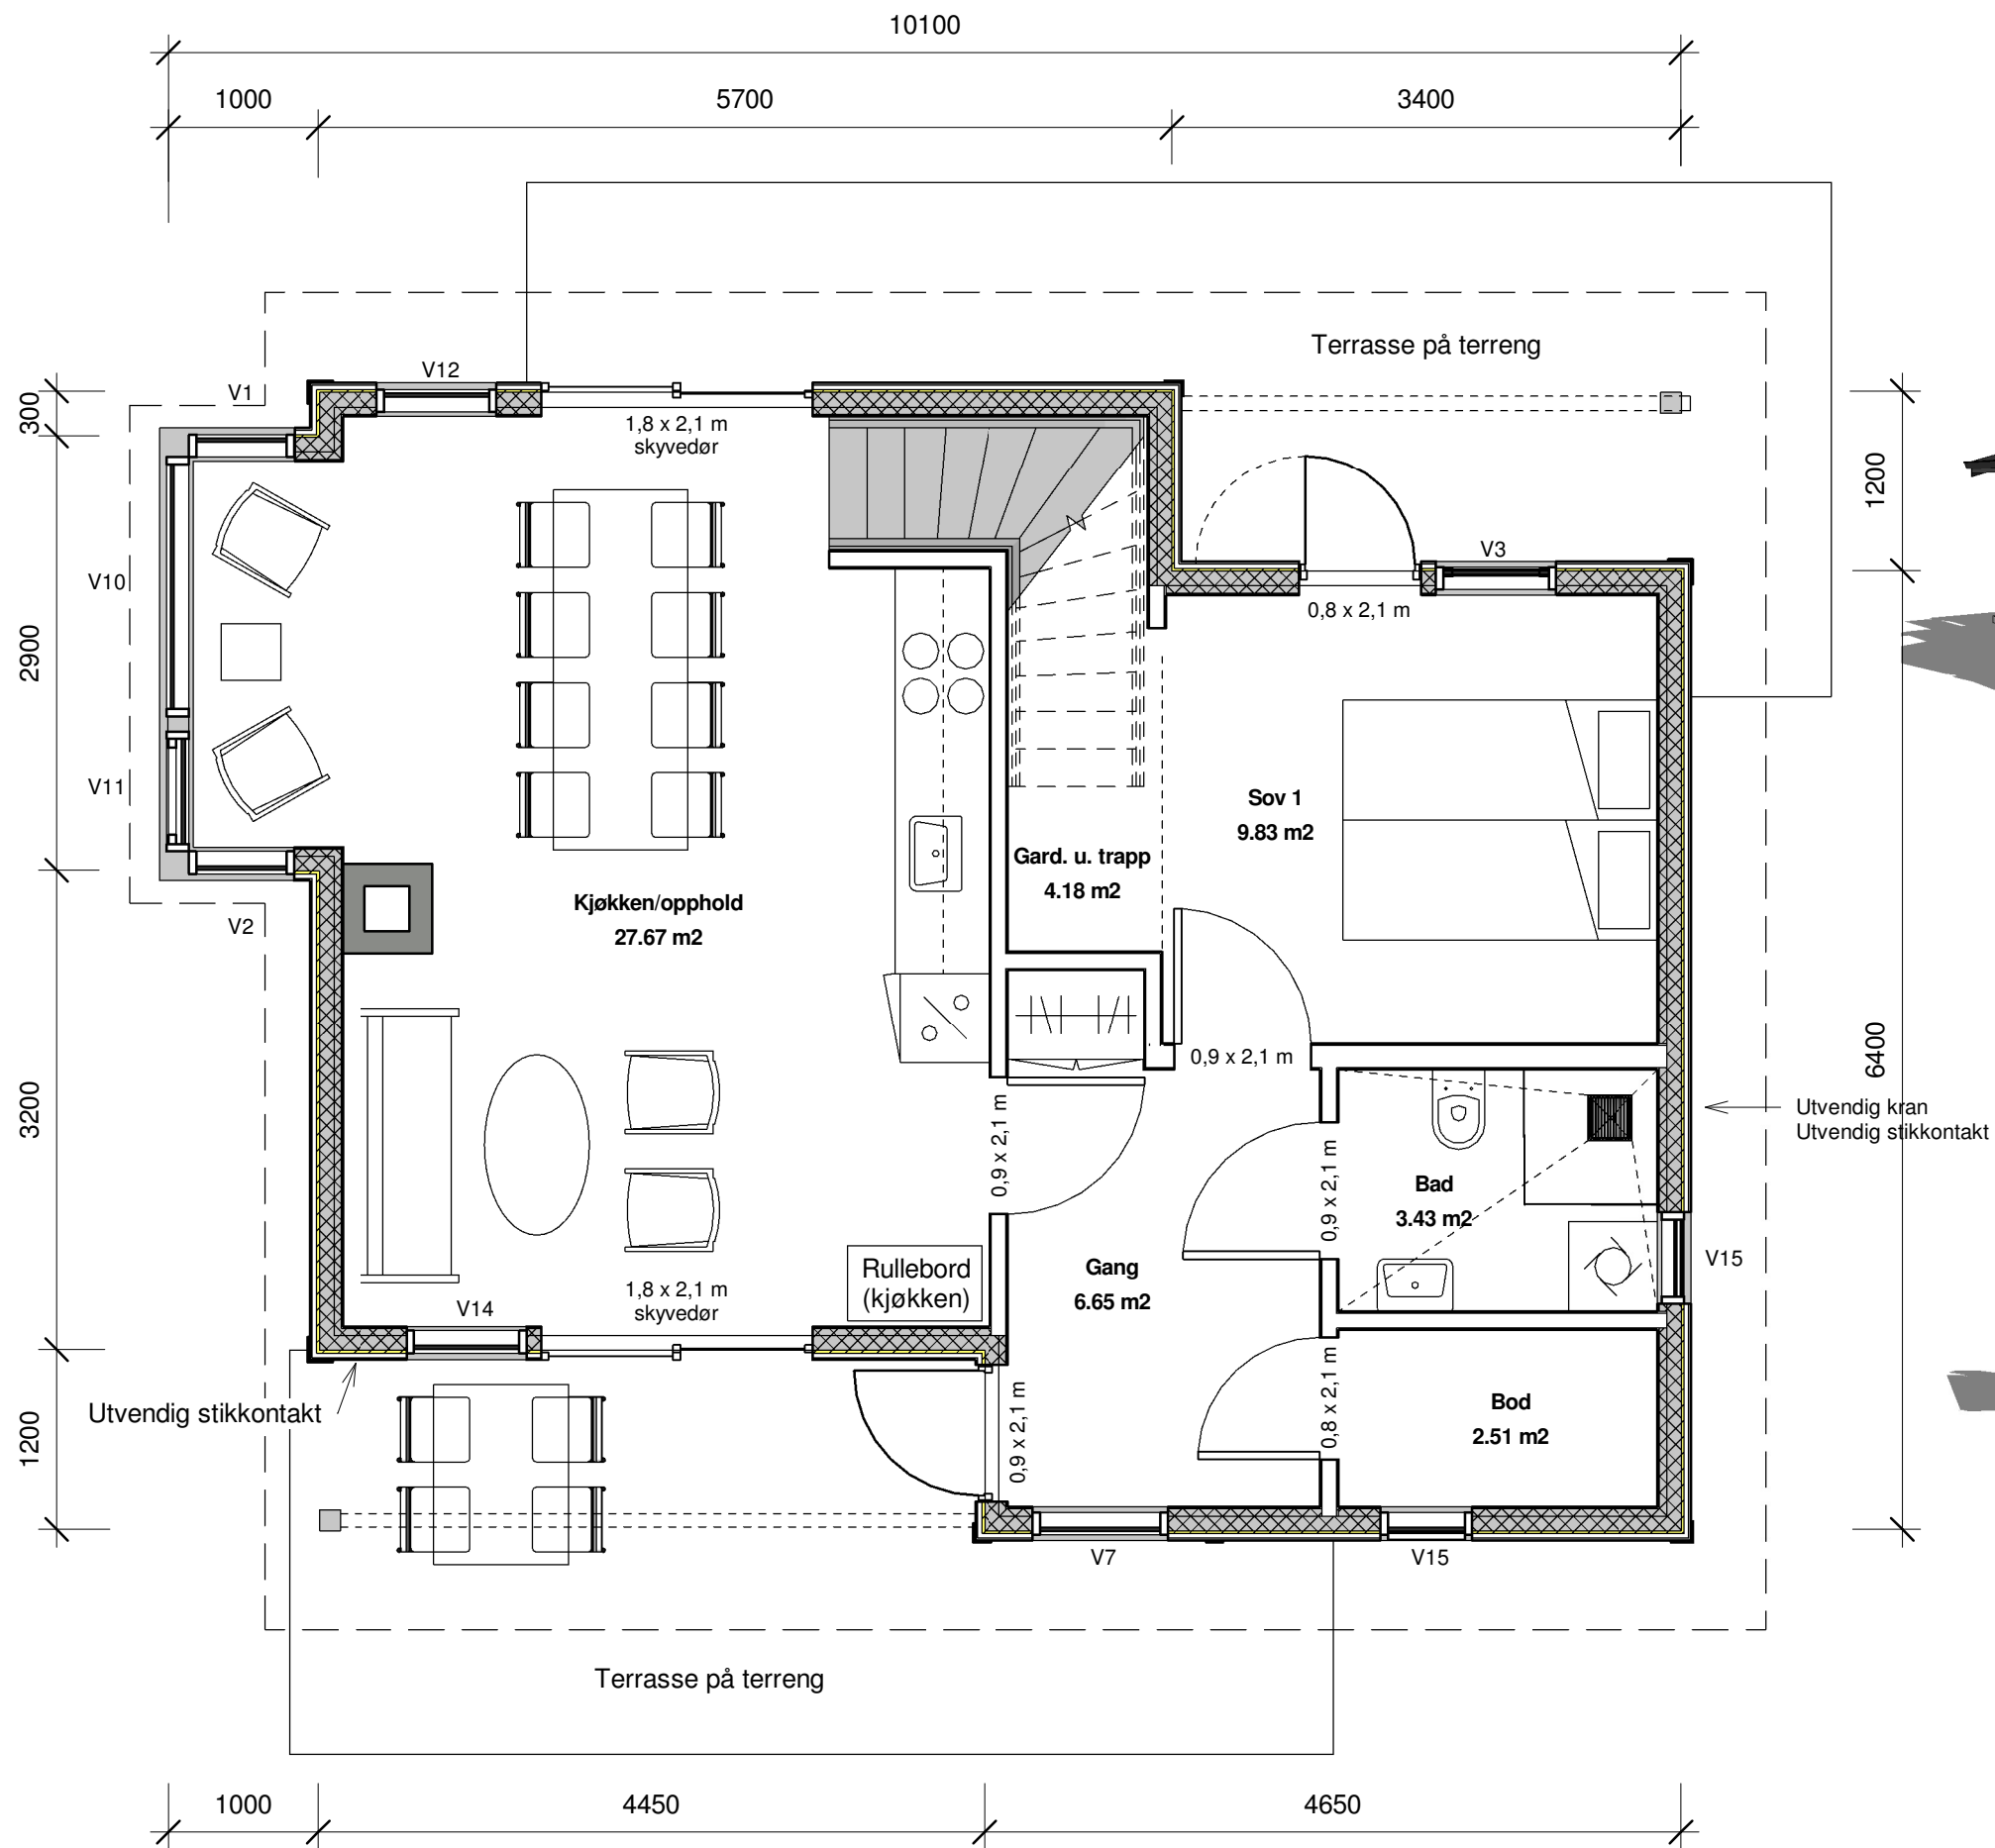 10100
1000
5700
3400
Terrasse på terreng
V12
V1
300
1,8 x 2,1 m
skyvedør
1200
V3
V10
0,8 x 2,1 m
2900
V11
Sov 1
9.83 m2
Gard. u. trapp
4.18 m2
Kjøkken/opphold
27.67 m2
V2
0,9 x 2,1 m
6400
3200
Utvendig kran
Utvendig stikkontakt
0,9 x 2,1 m
0,9 x 2,1 m
Bad
3.43 m2
Gang
6.65 m2
V15
Rullebord
(kjøkken)
1,8 x 2,1 m
skyvedør
V14
0,8 x 2,1 m
Bod
2.51 m2
Utvendig stikkontakt
1200
0,9 x 2,1 m
V7
V15
Terrasse på terreng
1000
4450
4650